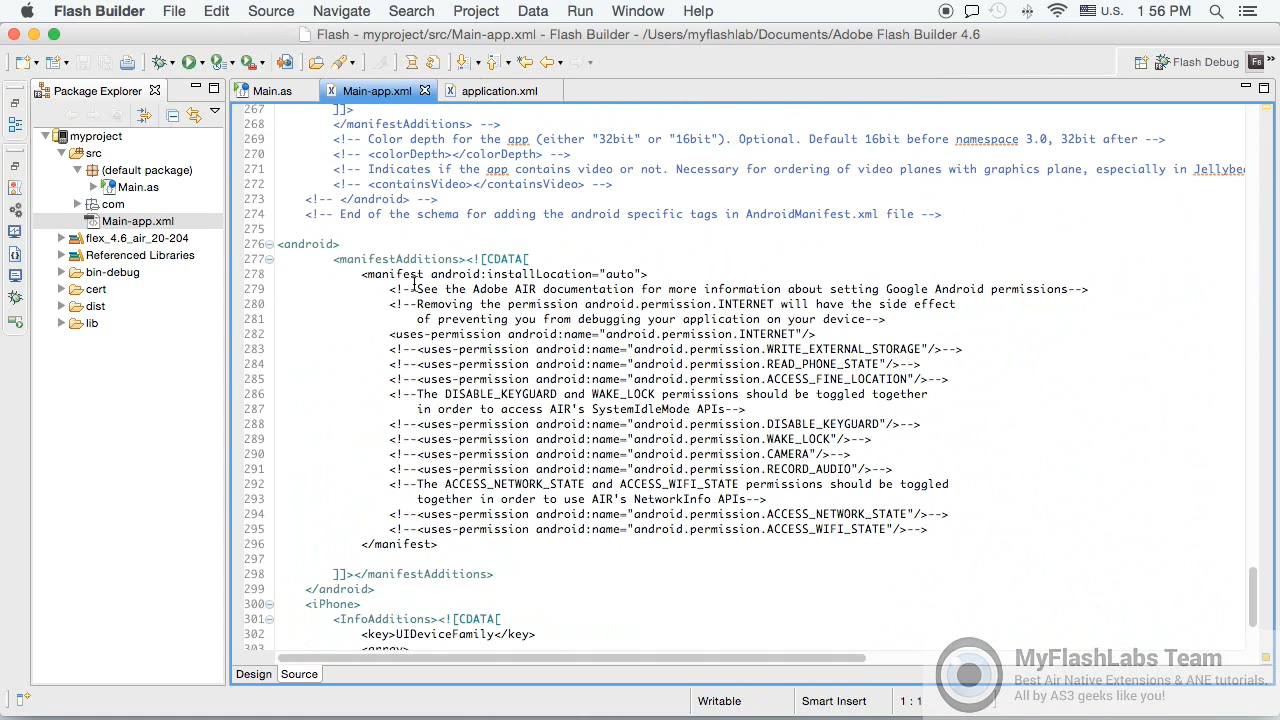 Flash Builder File Edit Source Navigate Search Project Data Run Window Help U.S. 1:56 PM
Flash - myproject/src/Main-app.xml - Flash Builder - /Users/myflashlab/Documents/Adobe Flash Builder 4.6
Flash Debug Fb
Package Explorer
Main.as
Main-app.xml
application.xml
myproject
src
(default package)
Main.as
com
Main-app.xml
flex_4.6_air_20-204
Referenced Libraries
bin-debug
cert
dist
lib
267 ]]>
268 </manifestAdditions> -->
269 <!-- Color depth for the app (either "32bit" or "16bit"). Optional. Default 16bit before namespace 3.0, 32bit after -->
270 <!-- <colorDepth></colorDepth> -->
271 <!-- Indicates if the app contains video or not. Necessary for ordering of video planes with graphics plane, especially in Jellybe
272 <!-- <containsVideo></containsVideo> -->
273 <!-- </android> -->
274 <!-- End of the schema for adding the android specific tags in AndroidManifest.xml file -->
275
276 <android>
277 <manifestAdditions><![CDATA[
278 <manifest android:installLocation="auto">
279 <!--See the Adobe AIR documentation for more information about setting Google Android permissions-->
280 <!--Removing the permission android.permission.INTERNET will have the side effect
281 of preventing you from debugging your application on your device-->
282 <uses-permission android:name="android.permission.INTERNET"/>
283 <!--<uses-permission android:name="android.permission.WRITE_EXTERNAL_STORAGE"/>-->
284 <!--<uses-permission android:name="android.permission.READ_PHONE_STATE"/>-->
285 <!--<uses-permission android:name="android.permission.ACCESS_FINE_LOCATION"/>-->
286 <!--The DISABLE_KEYGUARD and WAKE_LOCK permissions should be toggled together
287 in order to access AIR's SystemIdleMode APIs-->
288 <!--<uses-permission android:name="android.permission.DISABLE_KEYGUARD"/>-->
289 <!--<uses-permission android:name="android.permission.WAKE_LOCK"/>-->
290 <!--<uses-permission android:name="android.permission.CAMERA"/>-->
291 <!--<uses-permission android:name="android.permission.RECORD_AUDIO"/>-->
292 <!--The ACCESS_NETWORK_STATE and ACCESS_WIFI_STATE permissions should be toggled
293 together in order to use AIR's NetworkInfo APIs-->
294 <!--<uses-permission android:name="android.permission.ACCESS_NETWORK_STATE"/>-->
295 <!--<uses-permission android:name="android.permission.ACCESS_WIFI_STATE"/>-->
296 </manifest>
297
298 ]]></manifestAdditions>
299 </android>
300 <iPhone>
301 <InfoAdditions><![CDATA[
302 <key>UIDeviceFamily</key>
303 <array>
Design Source
MyFlashLabs Team
Best Air Native Extensions & ANE tutorials.
All by AS3 geeks like you!
Writable Smart Insert 1 : 1